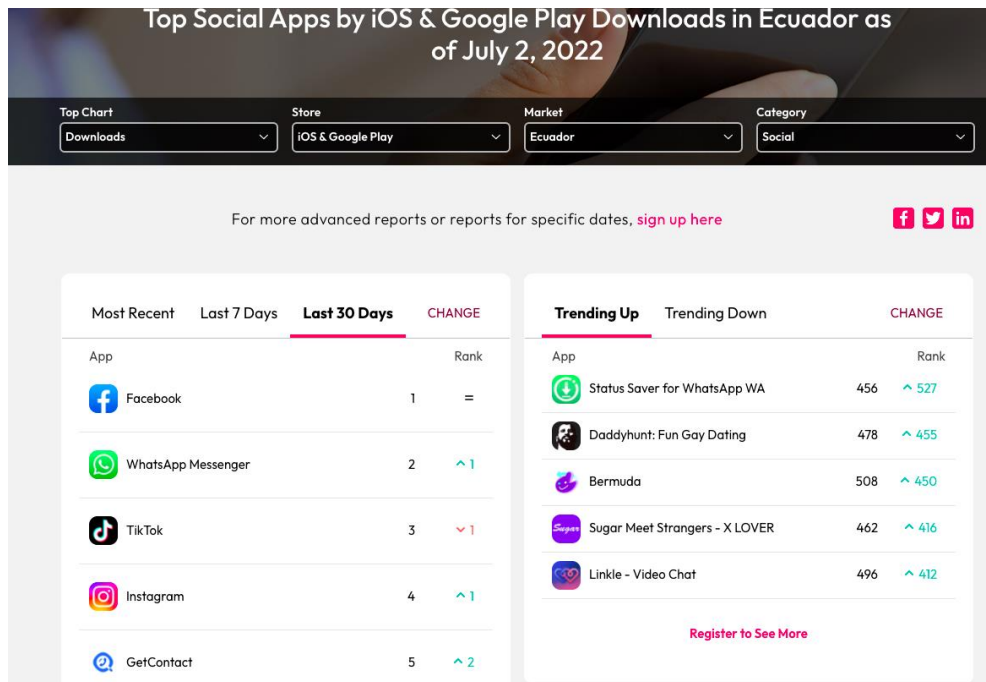 Top Social Apps by iOS & Google Play Downloads in Ecuador as
of July 2, 2022
Top Chart
Store
Market
Category
Downloads
iOS & Google Play
Ecuador
Social
For more advanced reports or reports for specific dates, sign up here
Most Recent Last 7 Days Last 30 Days CHANGE
App Rank
Facebook 1 =
WhatsApp Messenger 2 1
TikTok 3 1
Instagram 4 1
GetContact 5 2
Trending Up Trending Down CHANGE
App Rank
Status Saver for WhatsApp WA 456 527
Daddyhunt: Fun Gay Dating 478 455
Bermuda 508 450
Sugar Meet Strangers - X LOVER 462 416
Linkle - Video Chat 496 412
Register to See More